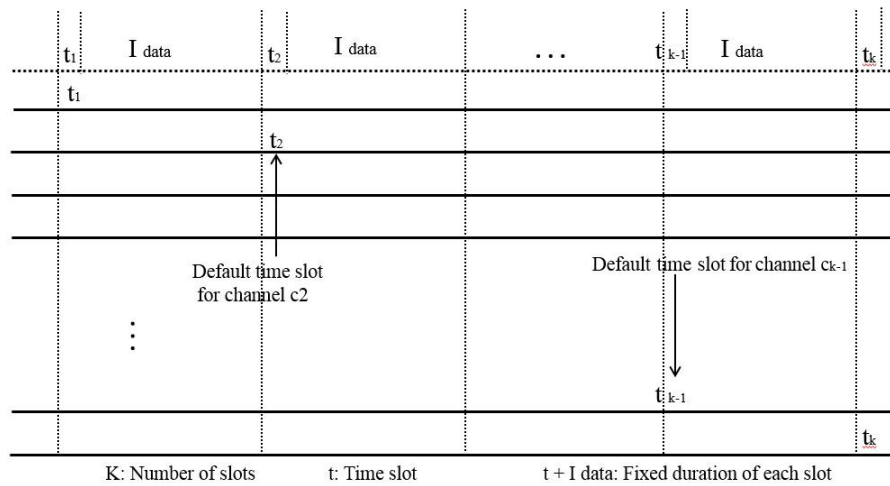 t1 I data t2 I data ... t k-1 I data tk
t1
t2
Default time slot
for channel c2
Default time slot for channel ck-1
t k-1
tk
K: Number of slots t: Time slot t + I data: Fixed duration of each slot